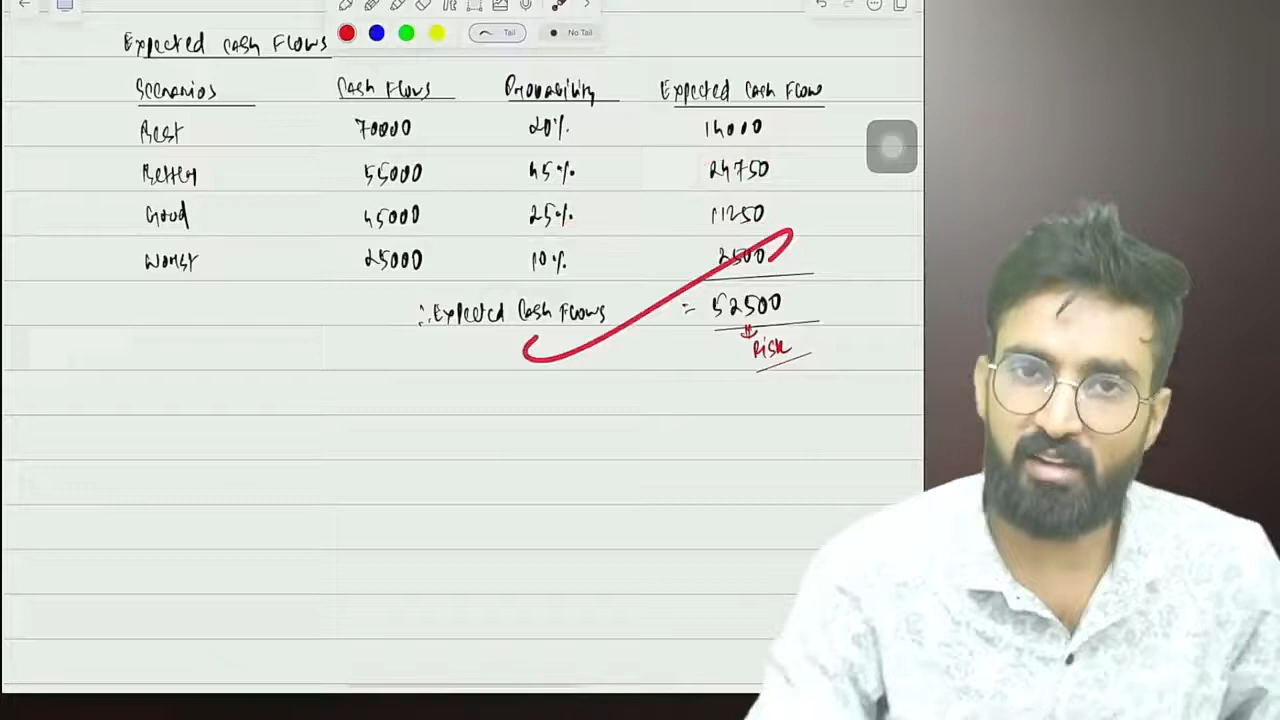 Expected Cash Flows
Tail
No Tail
Scenarios Cash Flows Probability Expected Cash Flow
Best 70000 20% 14000
Better 55000 45% 24750
Good 45000 25% 11250
Worst 25000 10% 2500
∴ Expected Cash Flows = 52500
Risk